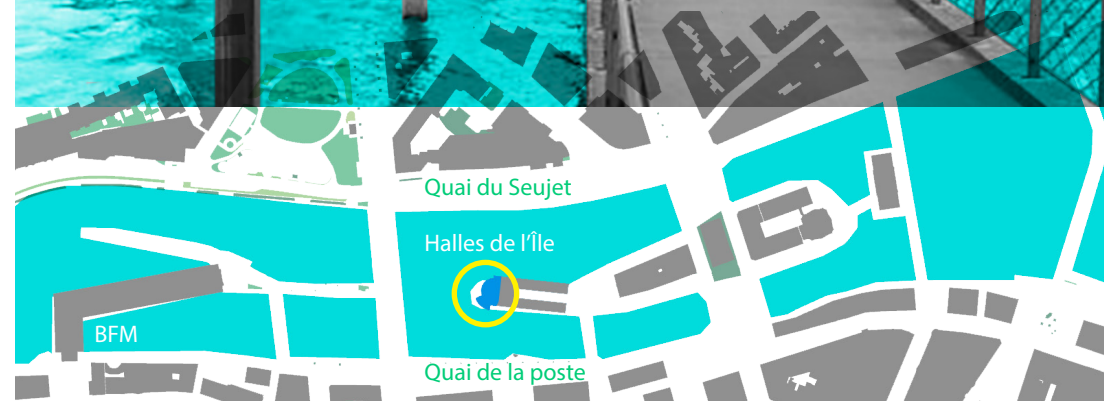 Quai du Seujet
Halles de l’Île
BFM
Quai de la poste